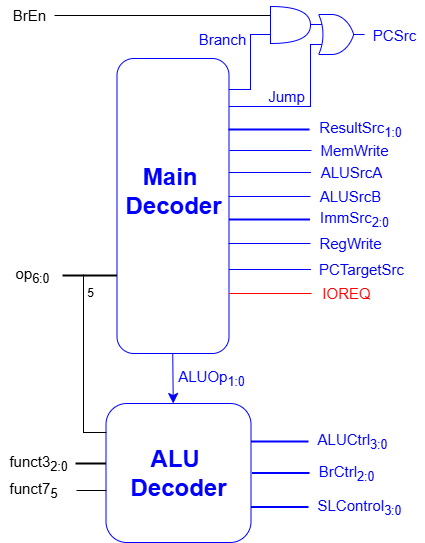 BrEn
PCSrc
Branch
Jump
ResultSrc1:0
MemWrite
Main
Decoder
ALUSrcA
ALUSrcB
ImmSrc2:0
RegWrite
op6:0
5
PCTargetSrc
IOREQ
ALUOp1:0
ALU
Decoder
funct32:0
funct75
ALUCtrl3:0
BrCtrl2:0
SLControl3:0